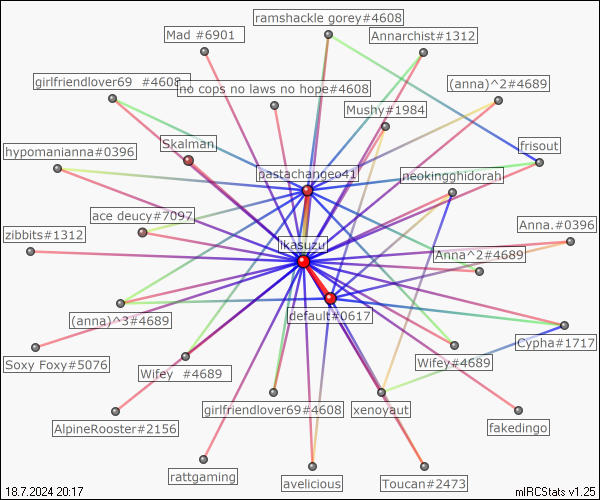 ramshackle gorey#4608
Mad #6901
Annarchist#1312
girlfriendlover69 #4608
no cops no laws no hope#4608
(anna)^2#4689
Mushy#1984
Skalman
frisout
hypomanianna#0396
pastachangeo41
neokingghidorah
ace deucy#7097
Anna.#0396
zibbits#1312
ikasuzu
Anna^2#4689
(anna)^3#4689
default#0617
Cypha#1717
Soxy Foxy#5076
Wifey #4689
Wifey#4689
girlfriendlover69#4608
xenoyaut
AlpineRooster#2156
fakedingo
rattgaming
avelicious
Toucan#2473
18.7.2024 20:17
mIRCStats v1.25